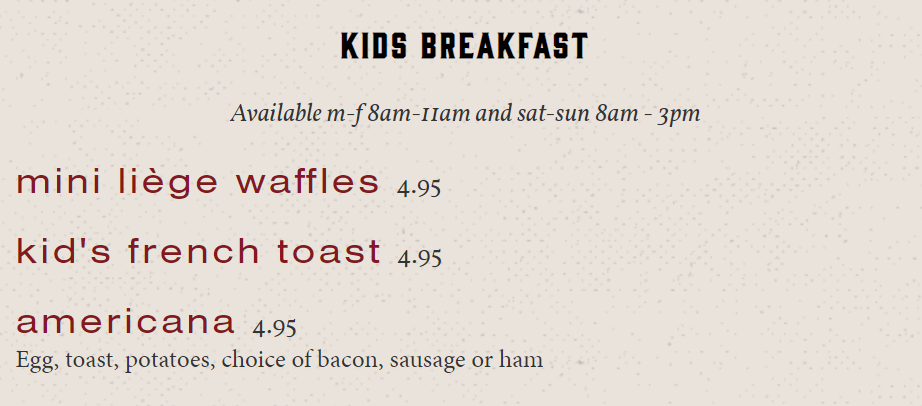 KIDS BREAKFAST
Available m-f 8am-11am and sat-sun 8am - 3pm
mini liège waffles 4.95
kid's french toast 4.95
americana 4.95
Egg, toast, potatoes, choice of bacon, sausage or ham